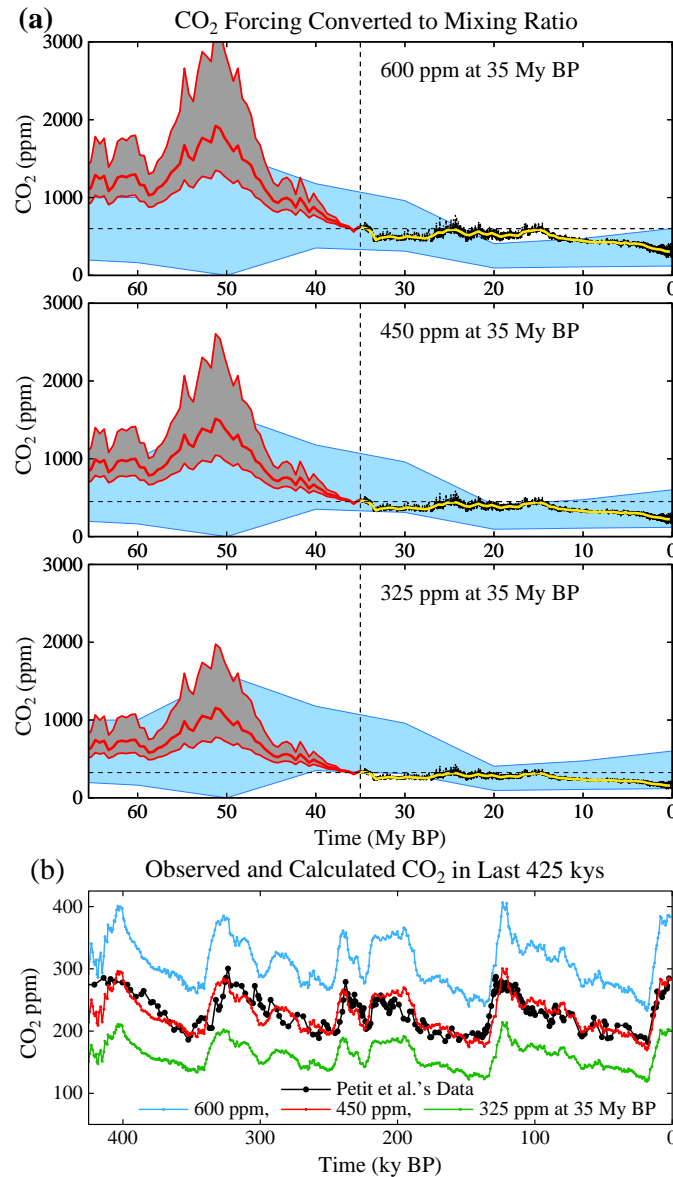 (a) CO₂ Forcing Converted to Mixing Ratio
3000
2000
1000
0
CO₂ (ppm)
600 ppm at 35 My BP
60 50 40 30 20 10 0
3000
2000
1000
0
CO₂ (ppm)
450 ppm at 35 My BP
60 50 40 30 20 10 0
3000
2000
1000
0
CO₂ (ppm)
325 ppm at 35 My BP
60 50 40 30 20 10 0
Time (My BP)
(b) Observed and Calculated CO₂ in Last 425 kys
400
300
200
100
CO₂ ppm)
Petit et al.'s Data
600 ppm, 450 ppm, 325 ppm at 35 My BP
400 300 200 100 0
Time (ky BP)